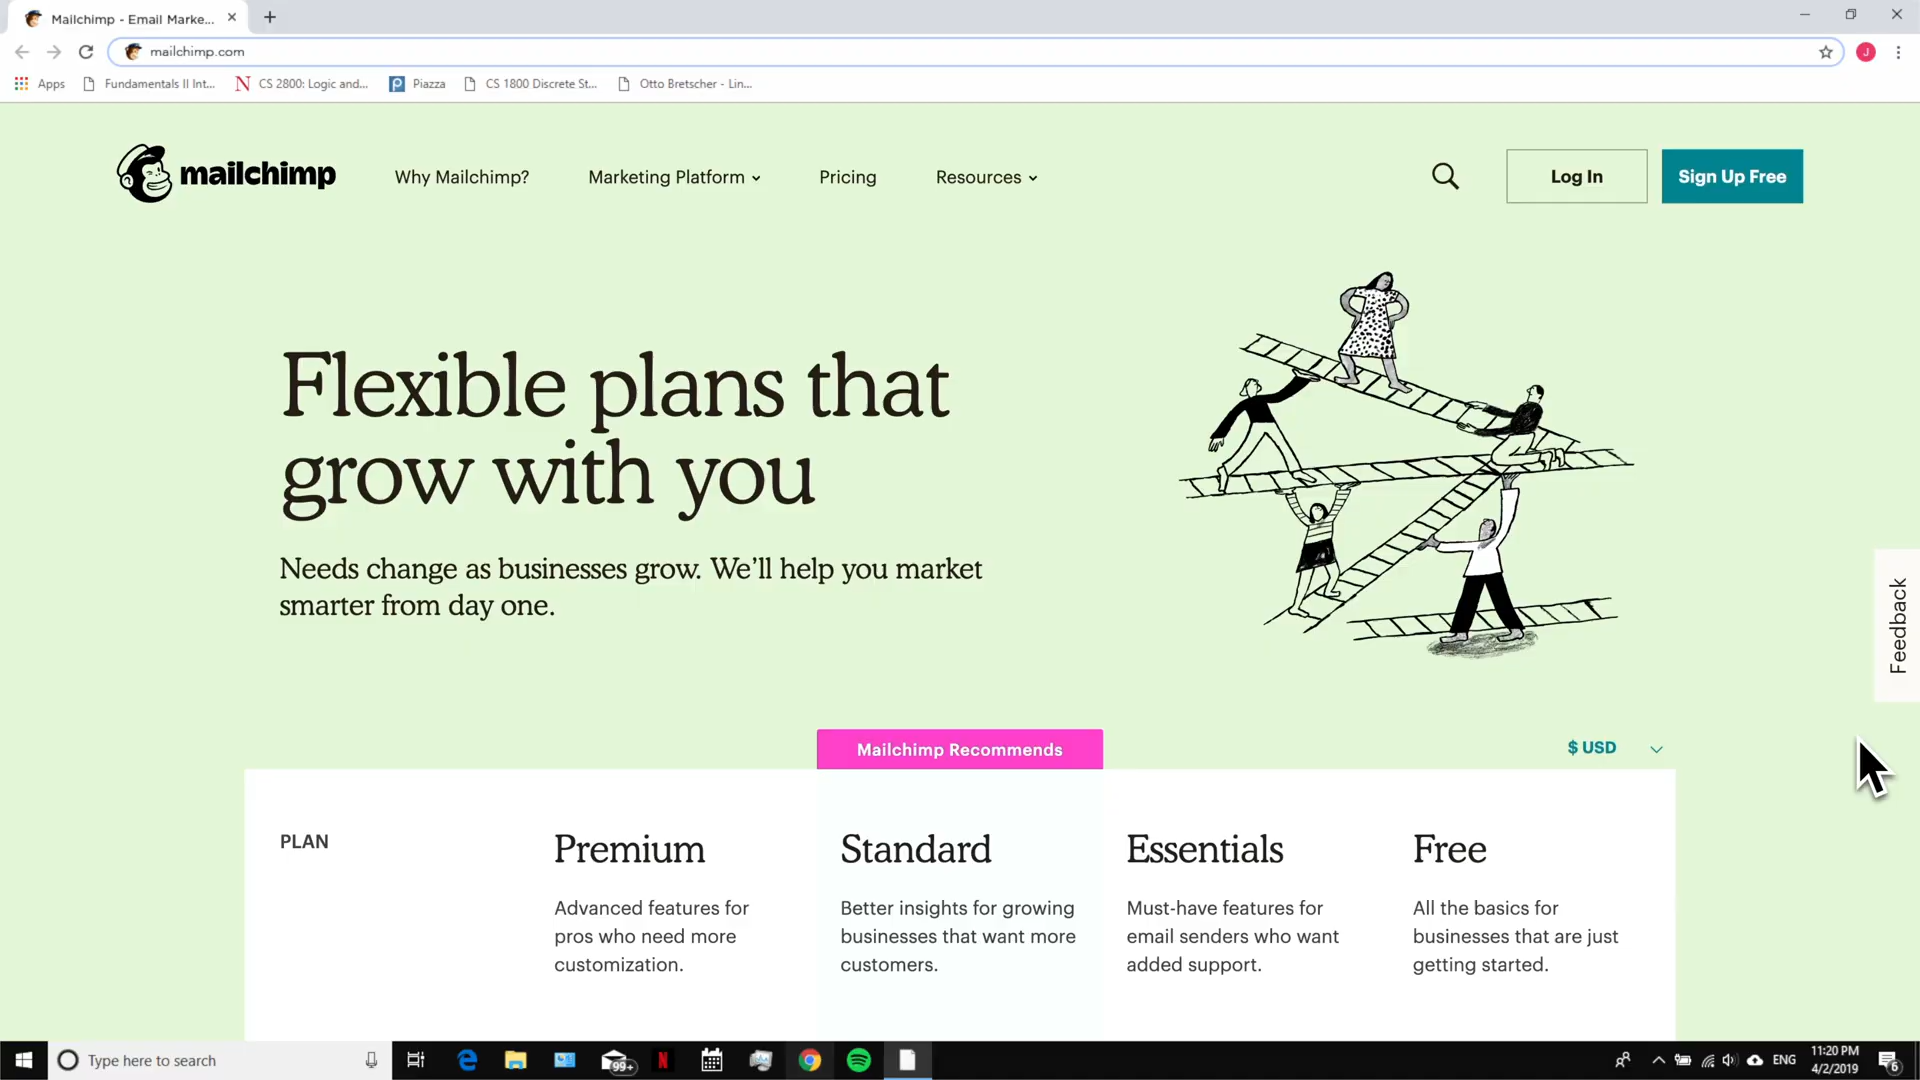 Mailchimp - Email Marke...
mailchimp.com
J
Apps
Fundamentals II Int...
CS 2800: Logic and...
Piazza
CS 1800 Discrete St...
Otto Bretscher - Lin...
mailchimp
Why Mailchimp?
Marketing Platform
Pricing
Resources
Log In
Sign Up Free
Flexible plans that
grow with you
Needs change as businesses grow. We’ll help you market
smarter from day one.
Feedback
Mailchimp Recommends
$ USD
PLAN
Premium
Advanced features for
pros who need more
customization.
Standard
Better insights for growing
businesses that want more
customers.
Essentials
Must-have features for
email senders who want
added support.
Free
All the basics for
businesses that are just
getting started.
Type here to search
99+
ENG
11:20 PM
4/2/2019
6